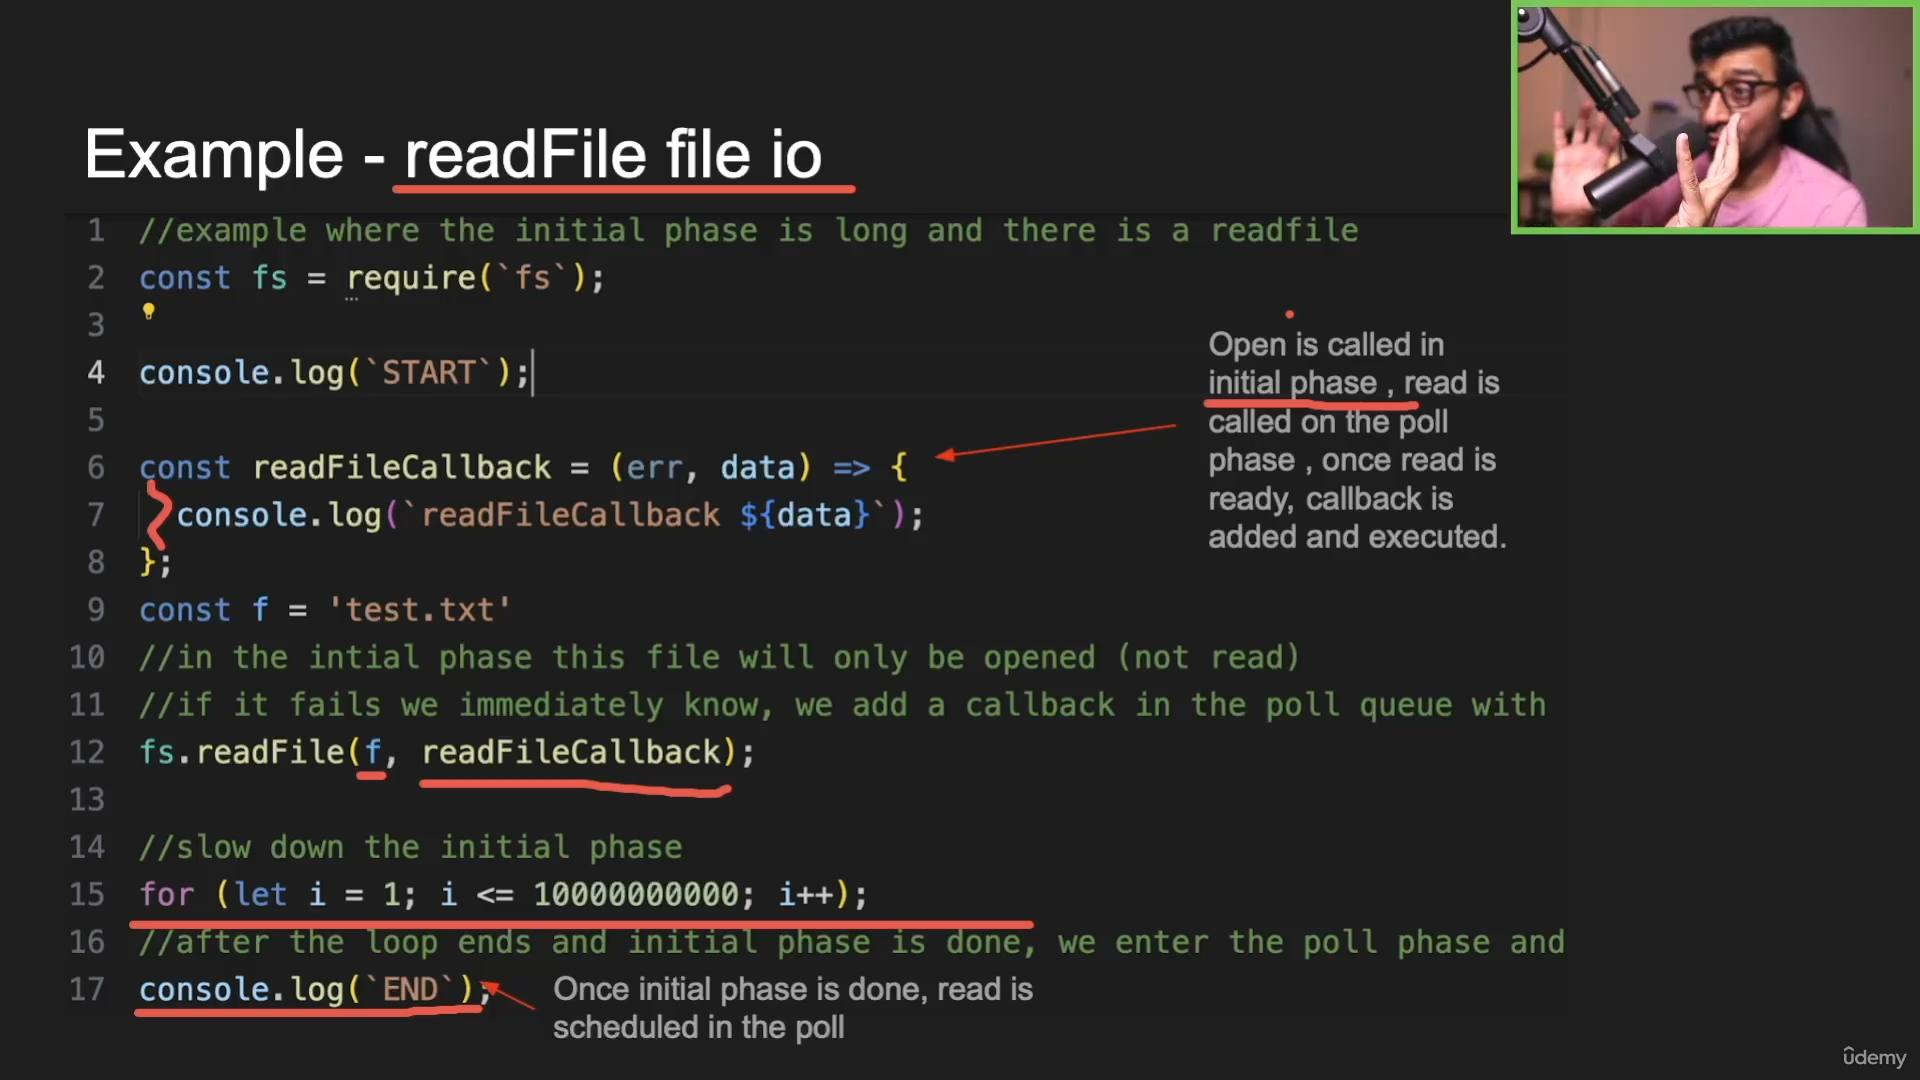 Example - readFile file io
1 //example where the initial phase is long and there is a readfile
2 const fs = require(`fs`);
3
4 console.log(`START`);
5
6 const readFileCallback = (err, data) => {
7 console.log(`readFileCallback ${data}`);
8 };
9 const f = 'test.txt'
10 //in the intial phase this file will only be opened (not read)
11 //if it fails we immediately know, we add a callback in the poll queue with
12 fs.readFile(f, readFileCallback);
13
14 //slow down the initial phase
15 for (let i = 1; i <= 10000000000; i++);
16 //after the loop ends and initial phase is done, we enter the poll phase and
17 console.log(`END`);
Open is called in
initial phase , read is
called on the poll
phase , once read is
ready, callback is
added and executed.
Once initial phase is done, read is
scheduled in the poll
ûdemy